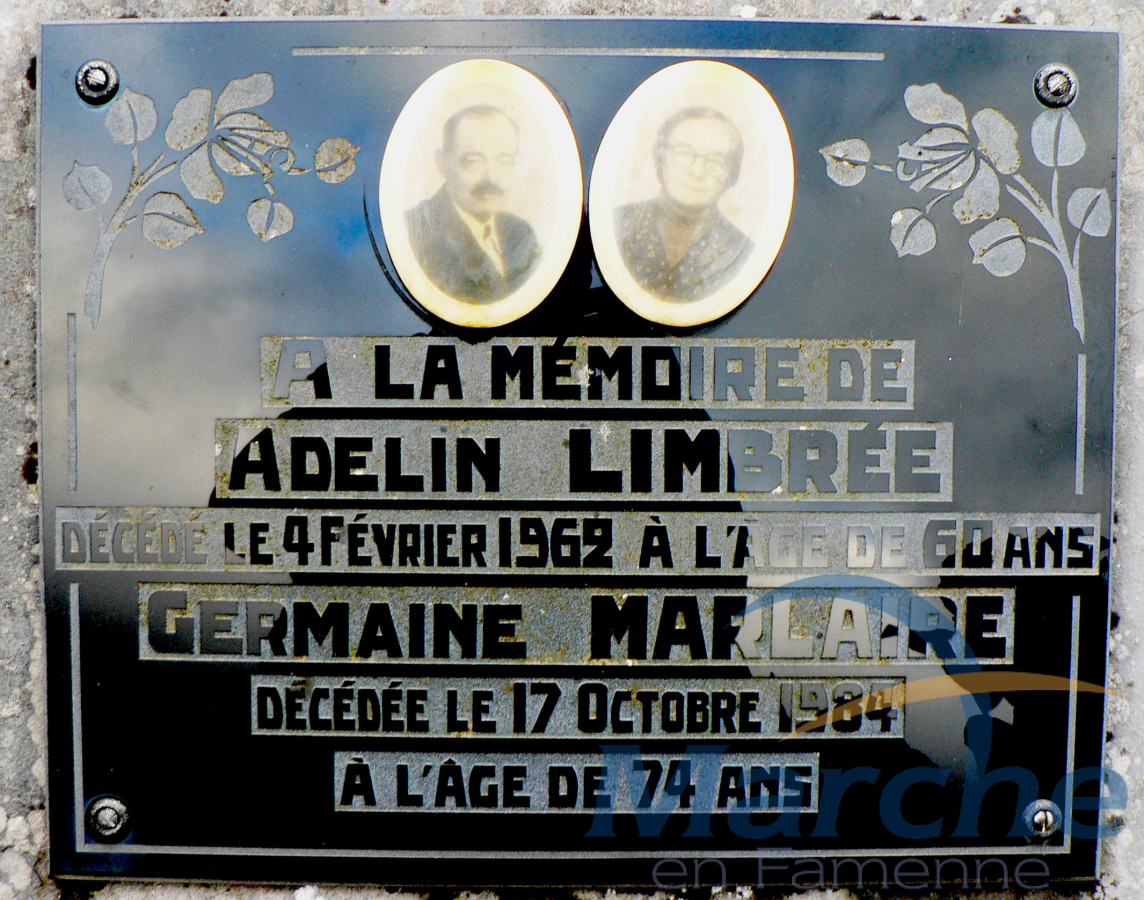 A LA MÉMOIRE DE
ADELIN LIMBRÉE
DÉCÉDÉ LE 4 FÉVRIER 1962 À L'ÂGE DE 60 ANS
GERMAINE MARLAIRE
DÉCÉDÉE LE 17 OCTOBRE 1984
À L'ÂGE DE 74 ANS
Marche
en Famenne